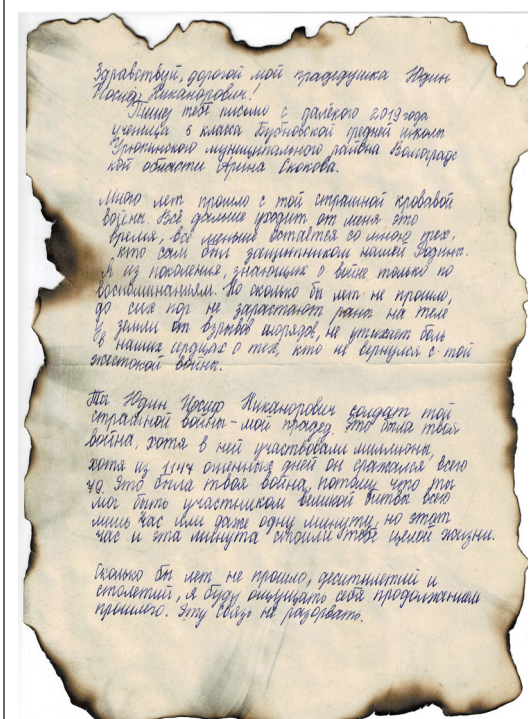 Здравствуй, дорогой мой прадедушка Юдин
Иосиф Никанорович!
Пишет тебе письмо с далёкого 2019 года
ученица 6 класса Бубновской средней школы
Урюпинского муниципального района Волгоград
кой области Арина Скокова.
Много лет прошло с той страшной кровавой
войны. Всё дальше уходит от меня это
время, всё меньше остаётся со мною тех,
кто сам был защитником нашей Родины.
Я из поколения, знающих о войне только по
воспоминаниям. Но сколько бы лет не прошло,
до сих пор не зарастают раны на теле
у земли от взрывов снарядов, не утихает боль
в наших сердцах о тех, кто не вернулся с той
жестокой войны.
Ты Юдин Иосиф Никанорович солдат той
страшной войны - мой прадед. Это была твоя
война, хотя в ней участвовали миллионы,
хотя из 1147 огненных дней он сражался всего
70. Это была твоя война, потому что ты
мог быть участником великой битвы всего
лишь час или даже одну минуту, но этот
час и эта минута стоили тебе целой жизни.
Сколько бы лет не прошло, десятилетий и
столетий, я буду ощущать себя продолжением
прошлого. Эту связь не разорвать.